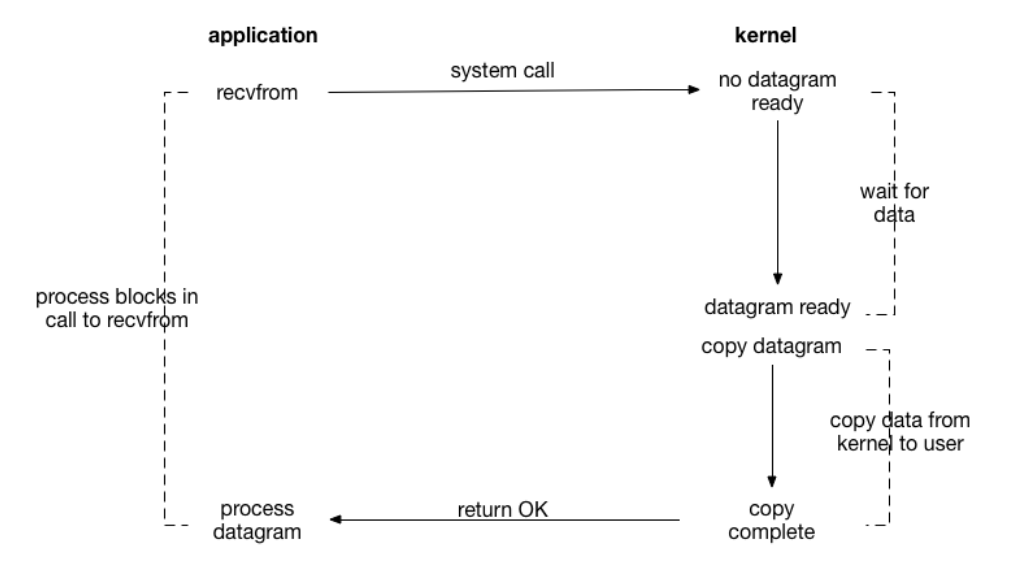 application
kernel
recvfrom
system call
no datagram
ready
wait for
data
process blocks in
call to recvfrom
datagram ready
copy datagram
copy data from
kernel to user
process
datagram
return OK
copy
complete